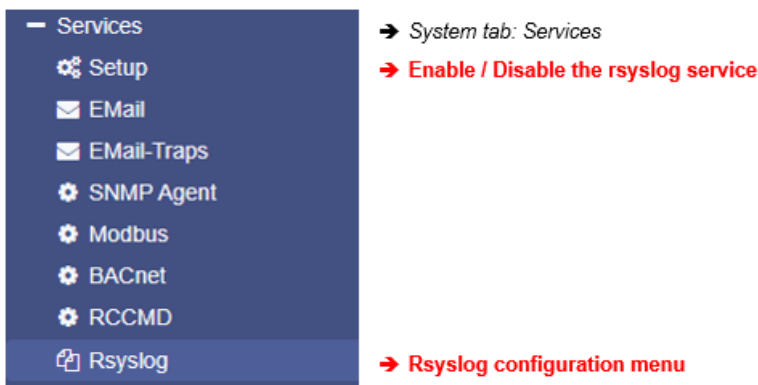 Services
➔ System tab: Services
Setup
➔ Enable / Disable the rsyslog service
EMail
EMail-Traps
SNMP Agent
Modbus
BACnet
RCCMD
Rsyslog
➔ Rsyslog configuration menu